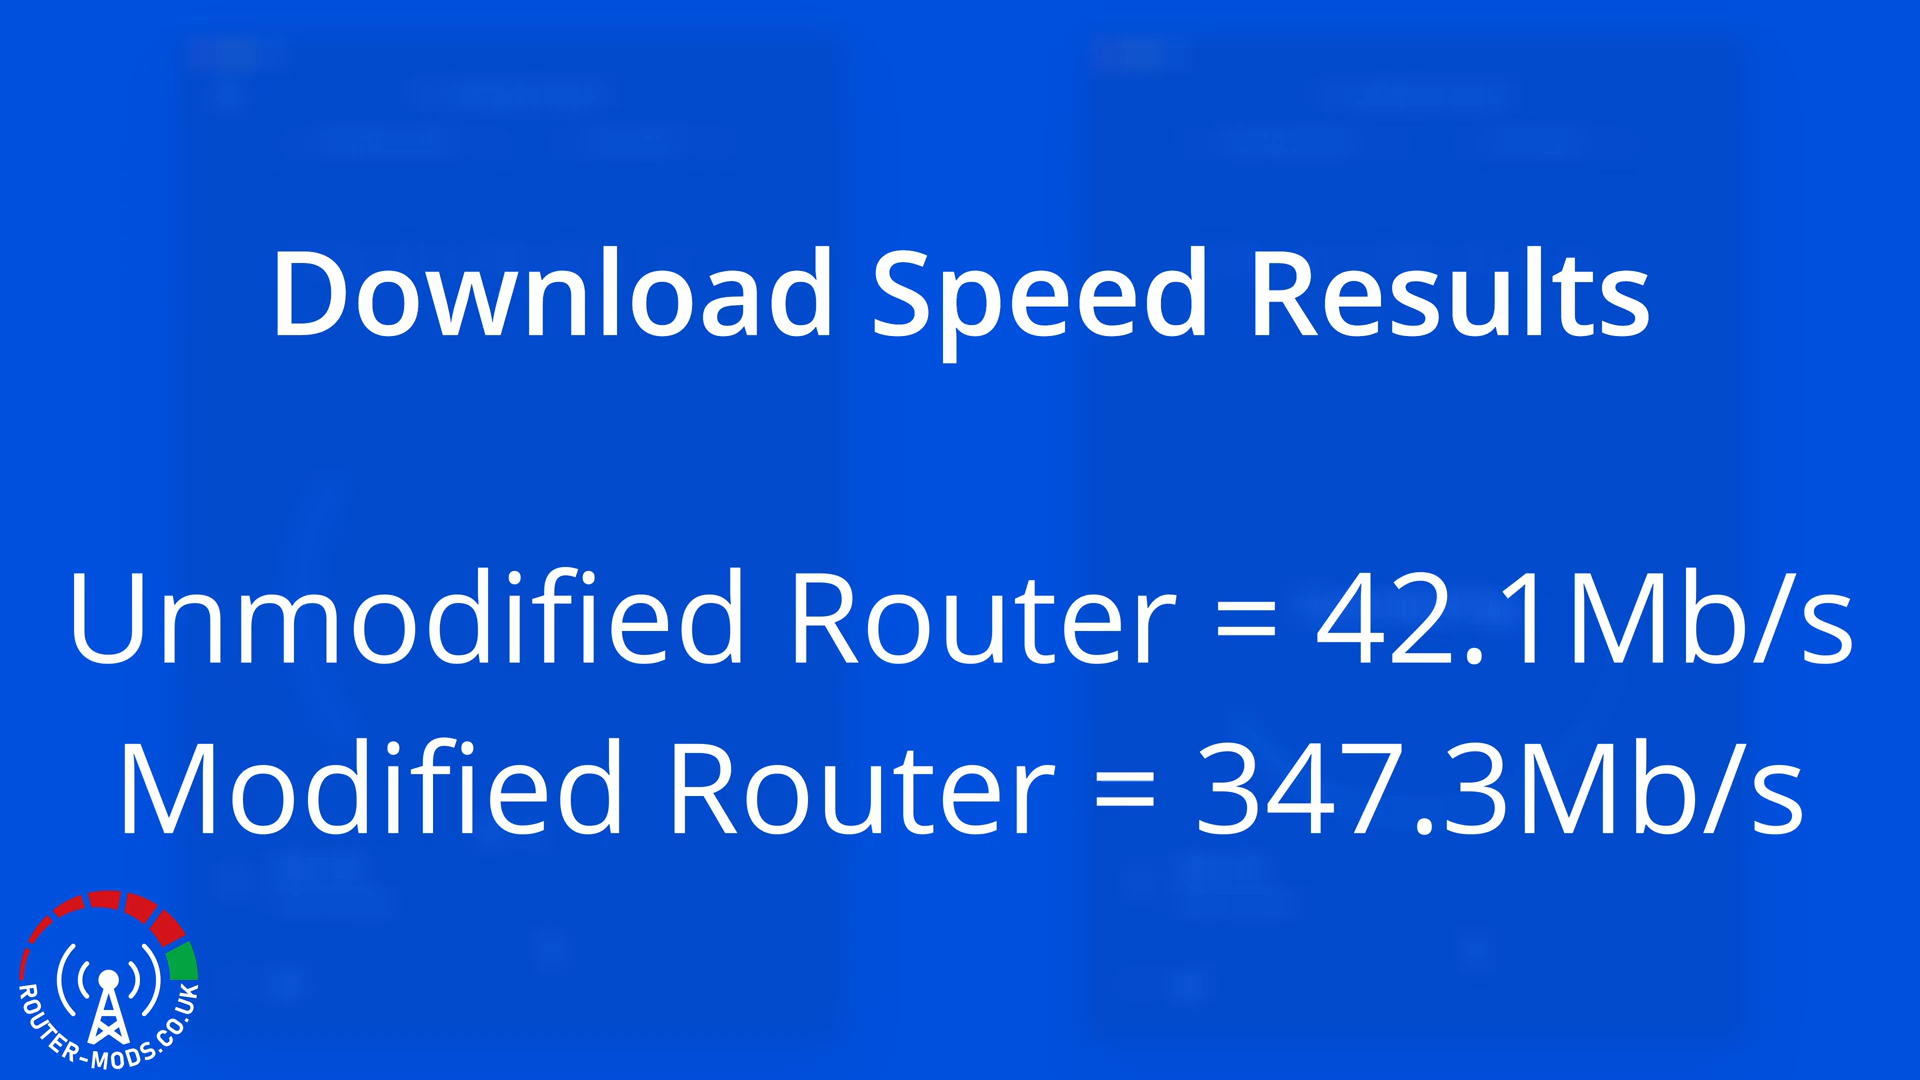 Download Speed Results
Unmodified Router = 42.1Mb/s
Modified Router = 347.3Mb/s
ROUTER-MODS.CO.UK